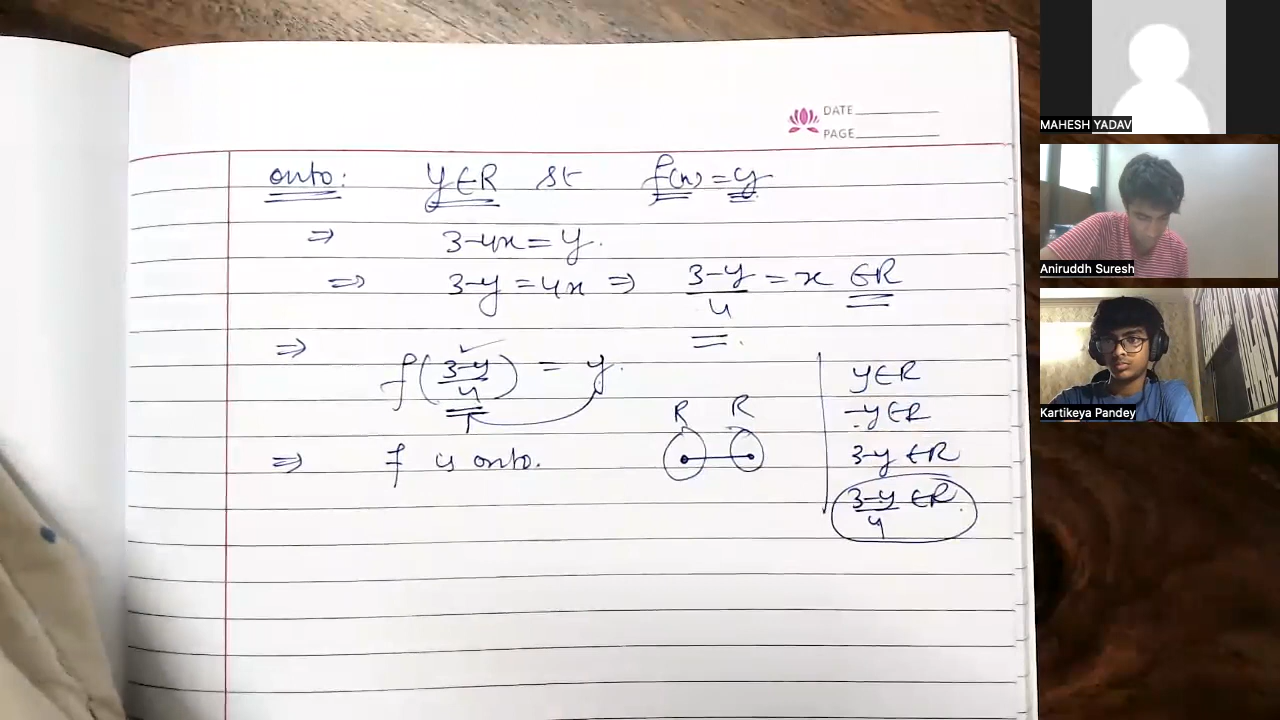 DATE
PAGE
onto: y∈R st f(x)=y
⇒ 3-4x=y.
⇒ 3-y=4x ⇒ 3-y/4 = x ∈R
⇒ f(3-y/4) = y.
⇒ f is onto.
R R
y∈R
-y∈R
3-y∈R
3-y/4 ∈R.
MAHESH YADAV
Aniruddh Suresh
Kartikeya Pandey